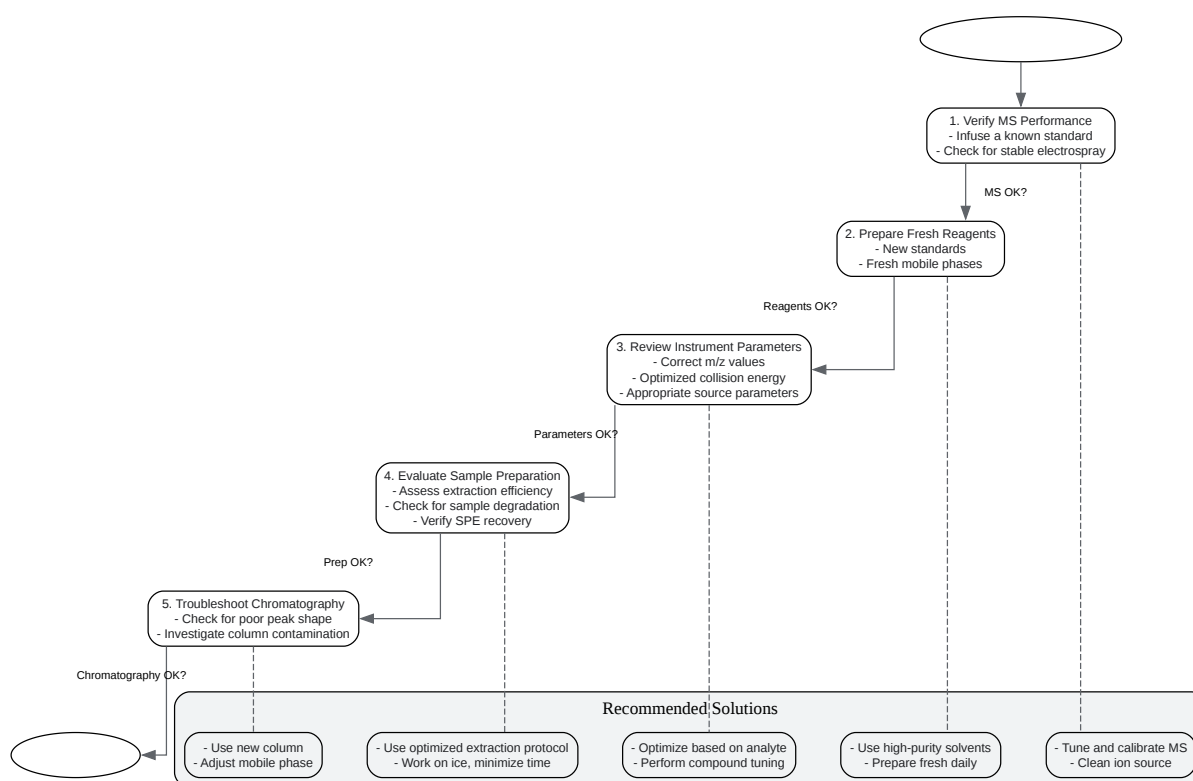 1. Verify MS Performance
- Infuse a known standard
- Check for stable electrospray
MS OK?
2. Prepare Fresh Reagents
- New standards
- Fresh mobile phases
Reagents OK?
3. Review Instrument Parameters
- Correct m/z values
- Optimized collision energy
- Appropriate source parameters
Parameters OK?
4. Evaluate Sample Preparation
- Assess extraction efficiency
- Check for sample degradation
- Verify SPE recovery
Prep OK?
5. Troubleshoot Chromatography
- Check for poor peak shape
- Investigate column contamination
Chromatography OK?
Recommended Solutions
- Use new column
- Adjust mobile phase
- Use optimized extraction protocol
- Work on ice, minimize time
- Optimize based on analyte
- Perform compound tuning
- Use high-purity solvents
- Prepare fresh daily
- Tune and calibrate MS
- Clean ion source